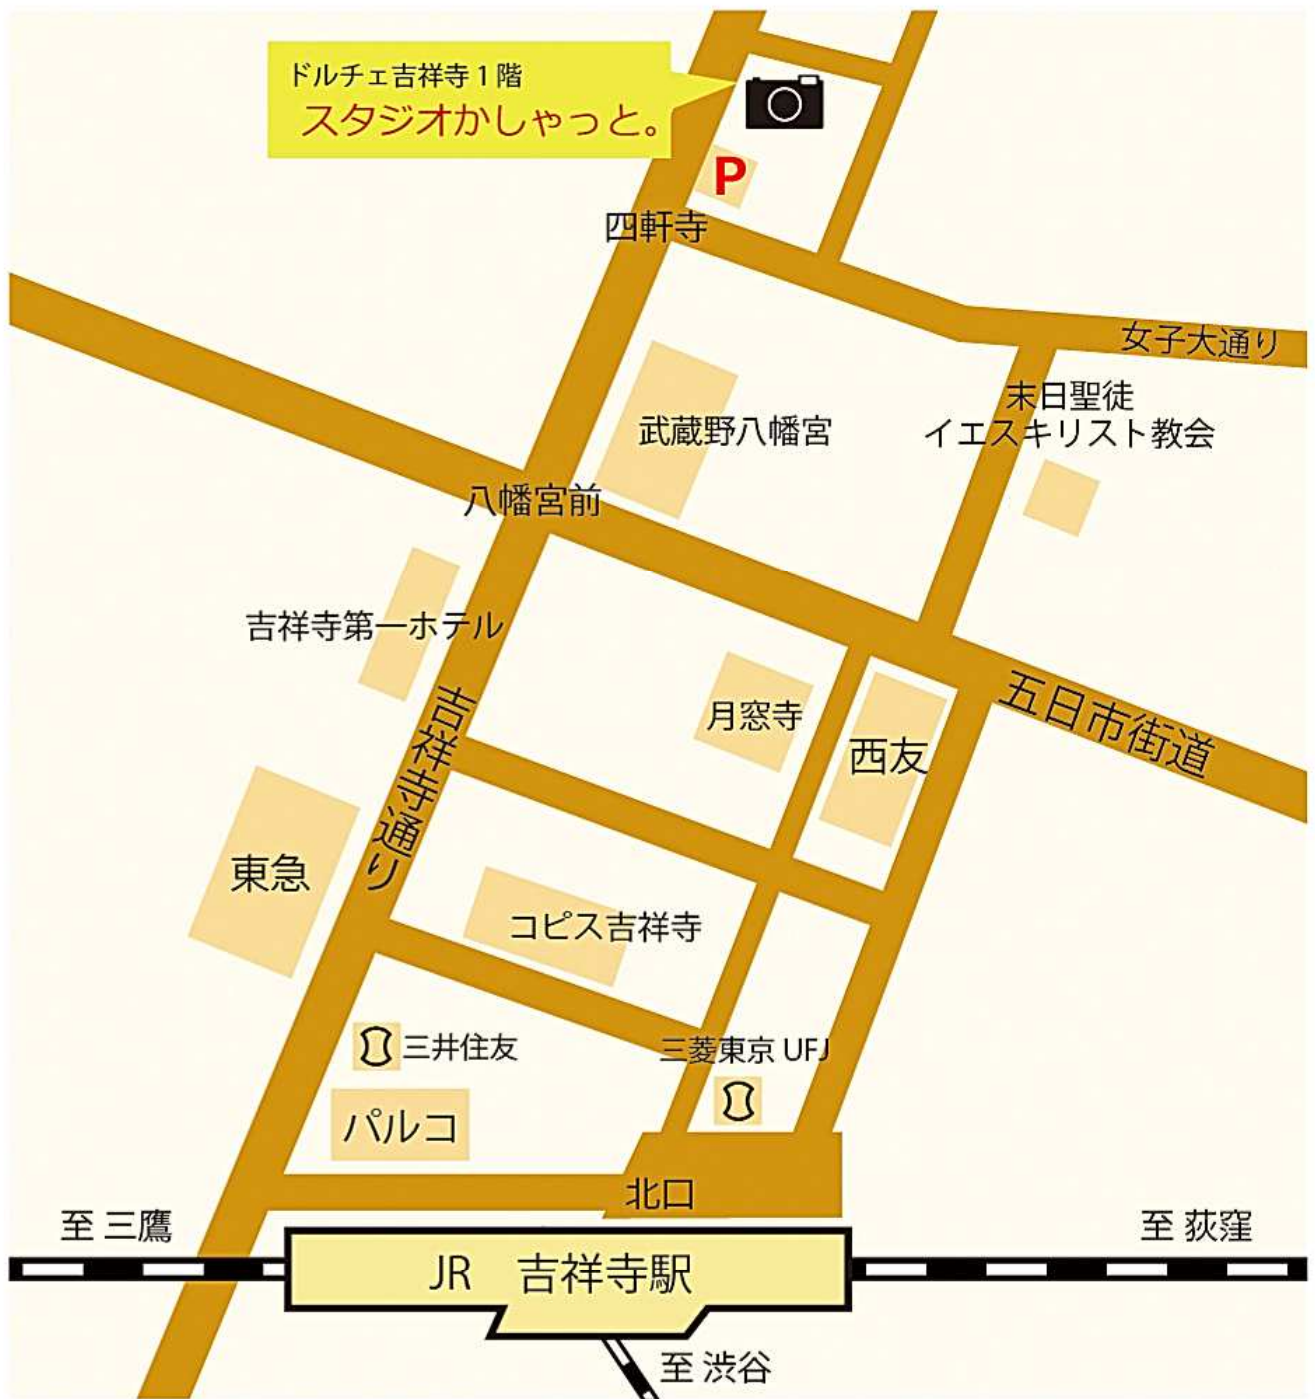 ドルチェ吉祥寺1階
スタジオかしゃっと。
P
四軒寺
女子大通り
末日聖徒
イエスキリスト教会
武蔵野八幡宮
八幡宮前
吉祥寺第一ホテル
吉祥寺通り
月窓寺
西友
五日市街道
東急
コピス吉祥寺
三井住友
三菱東京 UFJ
パルコ
北口
至 三鷹
至 荻窪
JR 吉祥寺駅
至 渋谷